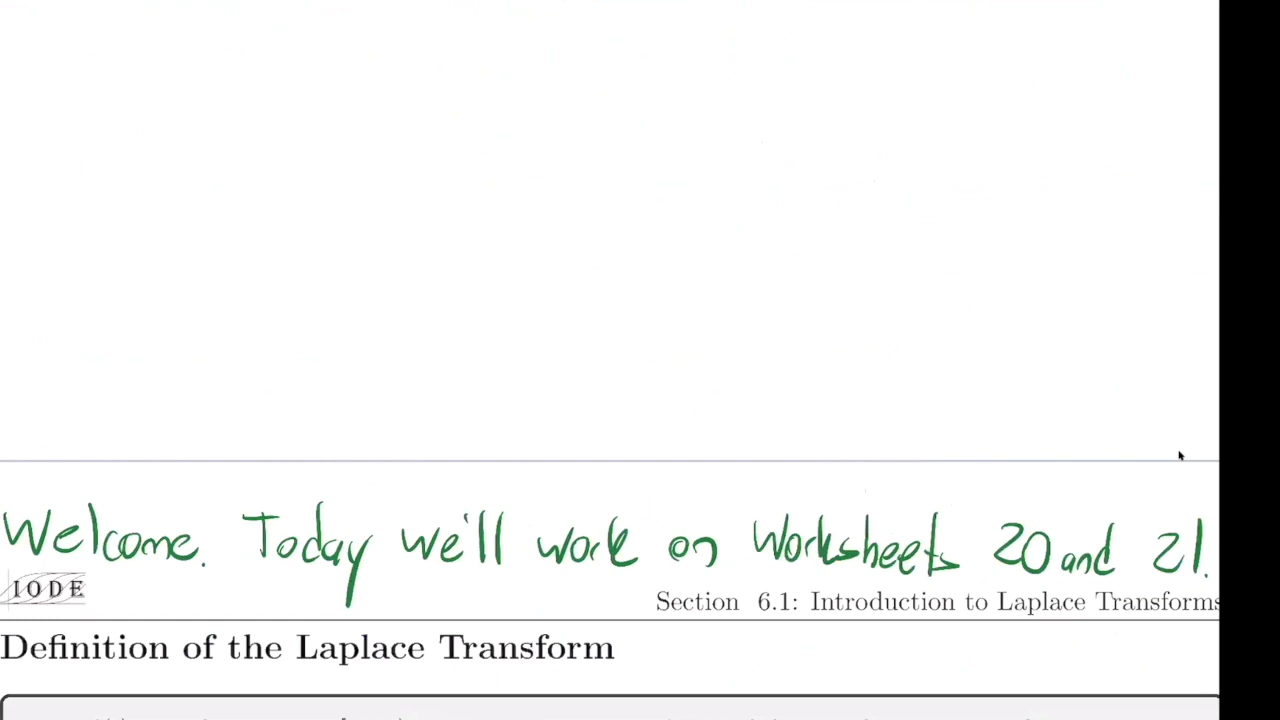 Welcome. Today we'll work on Worksheets 20 and 21.
IODE
Section 6.1: Introduction to Laplace Transforms
Definition of the Laplace Transform